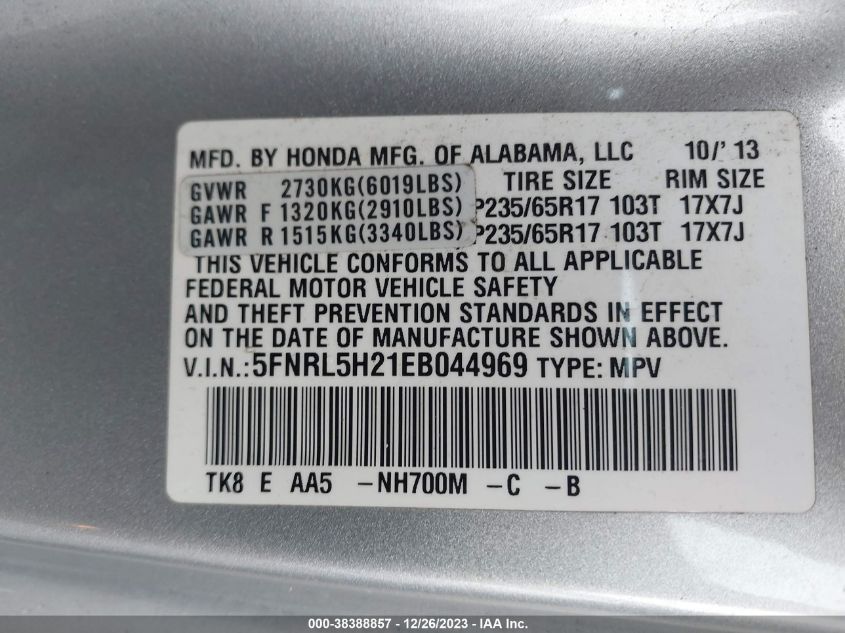 MFD. BY HONDA MFG. OF ALABAMA, LLC 10/'13
GVWR 2730KG(6019LBS) TIRE SIZE RIM SIZE
GAWR F 1320KG(2910LBS) P235/65R17 103T 17X7J
GAWR R 1515KG(3340LBS) P235/65R17 103T 17X7J
THIS VEHICLE CONFORMS TO ALL APPLICABLE
FEDERAL MOTOR VEHICLE SAFETY
AND THEFT PREVENTION STANDARDS IN EFFECT
ON THE DATE OF MANUFACTURE SHOWN ABOVE.
V.I.N.:5FNRL5H21EB044969 TYPE: MPV
TK8 E AA5 -NH700M -C -B
000-38388857 - 12/26/2023 - IAA Inc.